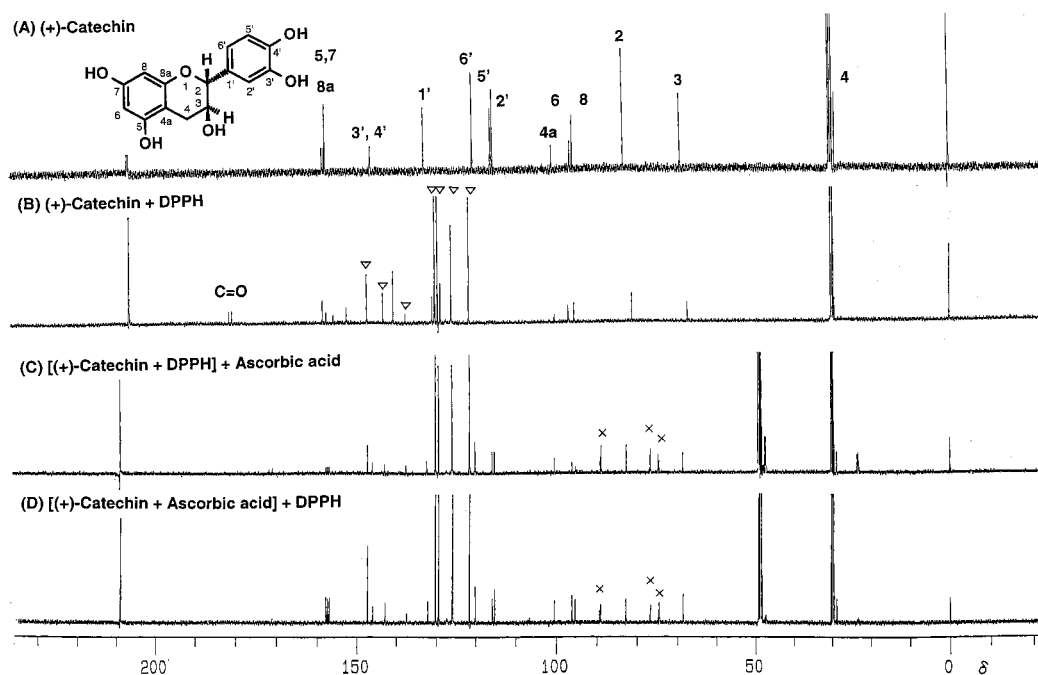 (A) (+)-Catechin
5'
6'
4'
OH
1'
3'
OH
2'
H
8
8a
O
1
2
HO
7
3
H
6
4
5
4a
OH
OH
5,7
8a
3', 4'
1'
6'
5'
2'
6
8
4a
2
3
4
(B) (+)-Catechin + DPPH
C=O
(C) [(+)-Catechin + DPPH] + Ascorbic acid
× × ×
(D) [(+)-Catechin + Ascorbic acid] + DPPH
× × ×
200 150 100 50 0 δ